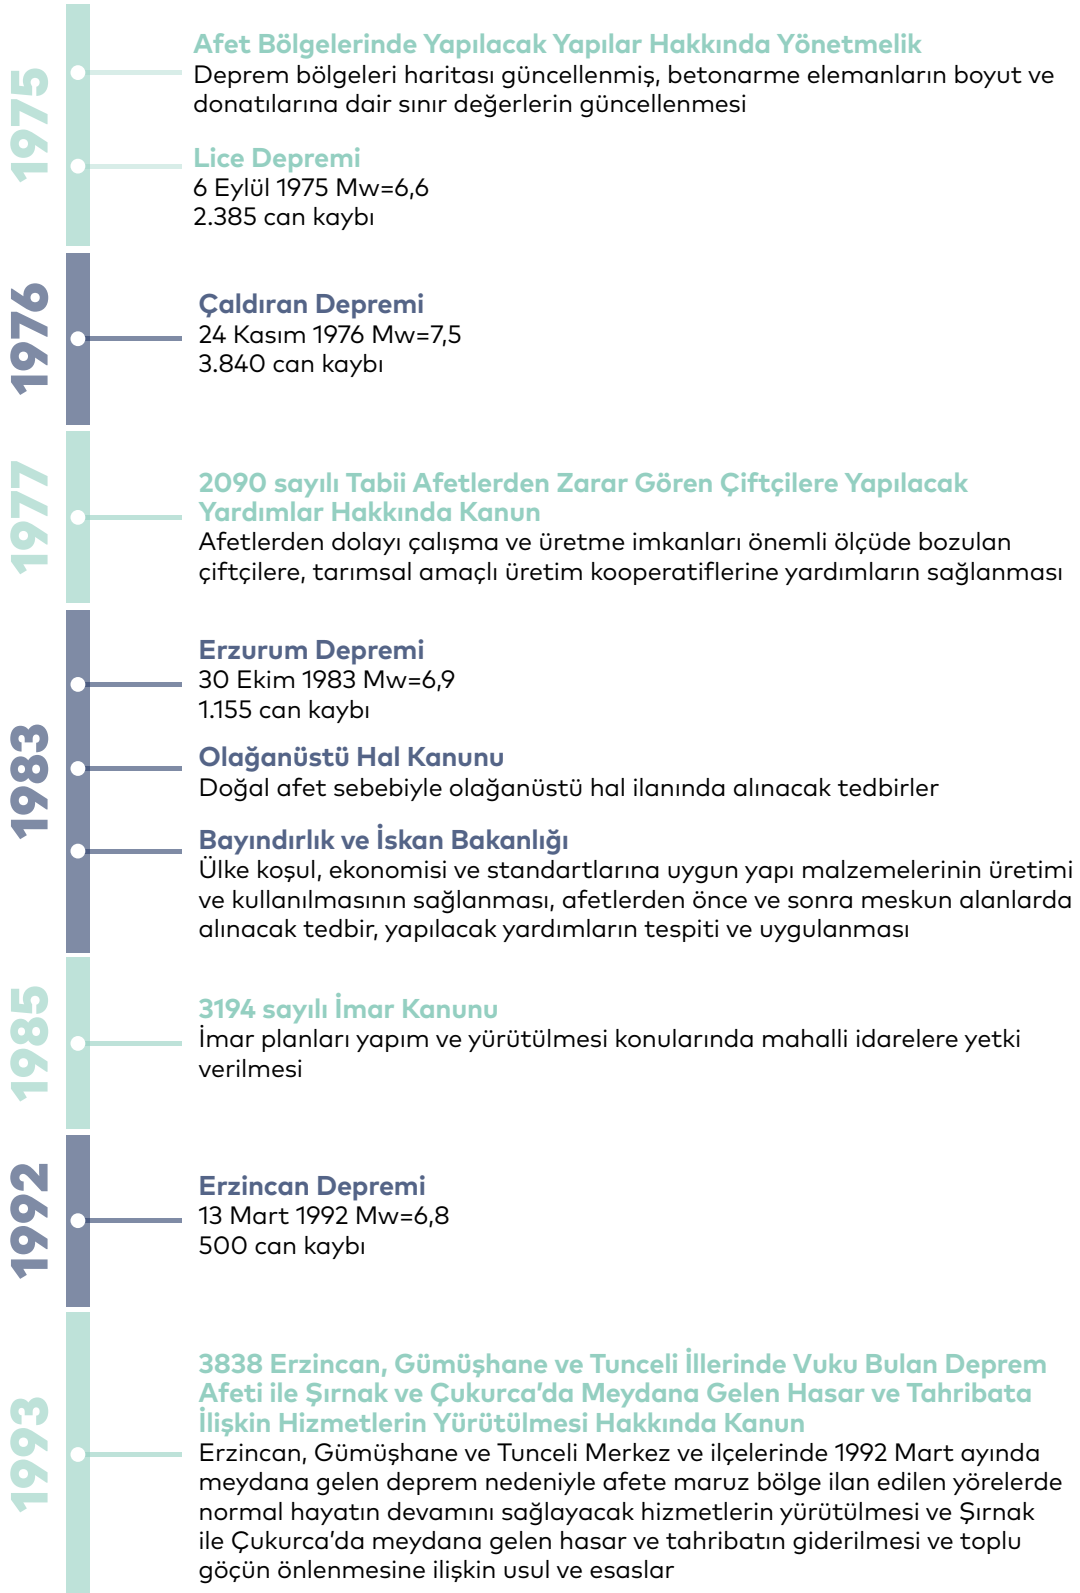 1975
Afet Bölgelerinde Yapılacak Yapılar Hakkında Yönetmelik
Deprem bölgeleri haritası güncellenmiş, betonarme elemanların boyut ve
donatılarına dair sınır değerlerin güncellenmesi
Lice Depremi
6 Eylül 1975 Mw=6,6
2.385 can kaybı
1976
Çaldıran Depremi
24 Kasım 1976 Mw=7,5
3.840 can kaybı
1977
2090 sayılı Tabii Afetlerden Zarar Gören Çiftçilere Yapılacak
Yardımlar Hakkında Kanun
Afetlerden dolayı çalışma ve üretme imkanları önemli ölçüde bozulan
çiftçilere, tarımsal amaçlı üretim kooperatiflerine yardımların sağlanması
1983
Erzurum Depremi
30 Ekim 1983 Mw=6,9
1.155 can kaybı
Olağanüstü Hal Kanunu
Doğal afet sebebiyle olağanüstü hal ilanında alınacak tedbirler
Bayındırlık ve İskan Bakanlığı
Ülke koşul, ekonomisi ve standartlarına uygun yapı malzemelerinin üretimi
ve kullanılmasının sağlanması, afetlerden önce ve sonra meskun alanlarda
alınacak tedbir, yapılacak yardımların tespiti ve uygulanması
1985
3194 sayılı İmar Kanunu
İmar planları yapım ve yürütülmesi konularında mahalli idarelere yetki
verilmesi
1992
Erzincan Depremi
13 Mart 1992 Mw=6,8
500 can kaybı
1993
3838 Erzincan, Gümüşhane ve Tunceli İllerinde Vuku Bulan Deprem
Afeti ile Şırnak ve Çukurca’da Meydana Gelen Hasar ve Tahribata
İlişkin Hizmetlerin Yürütülmesi Hakkında Kanun
Erzincan, Gümüşhane ve Tunceli Merkez ve ilçelerinde 1992 Mart ayında
meydana gelen deprem nedeniyle afete maruz bölge ilan edilen yörelerde
normal hayatın devamını sağlayacak hizmetlerin yürütülmesi ve Şırnak
ile Çukurca’da meydana gelen hasar ve tahribatın giderilmesi ve toplu
göçün önlenmesine ilişkin usul ve esaslar